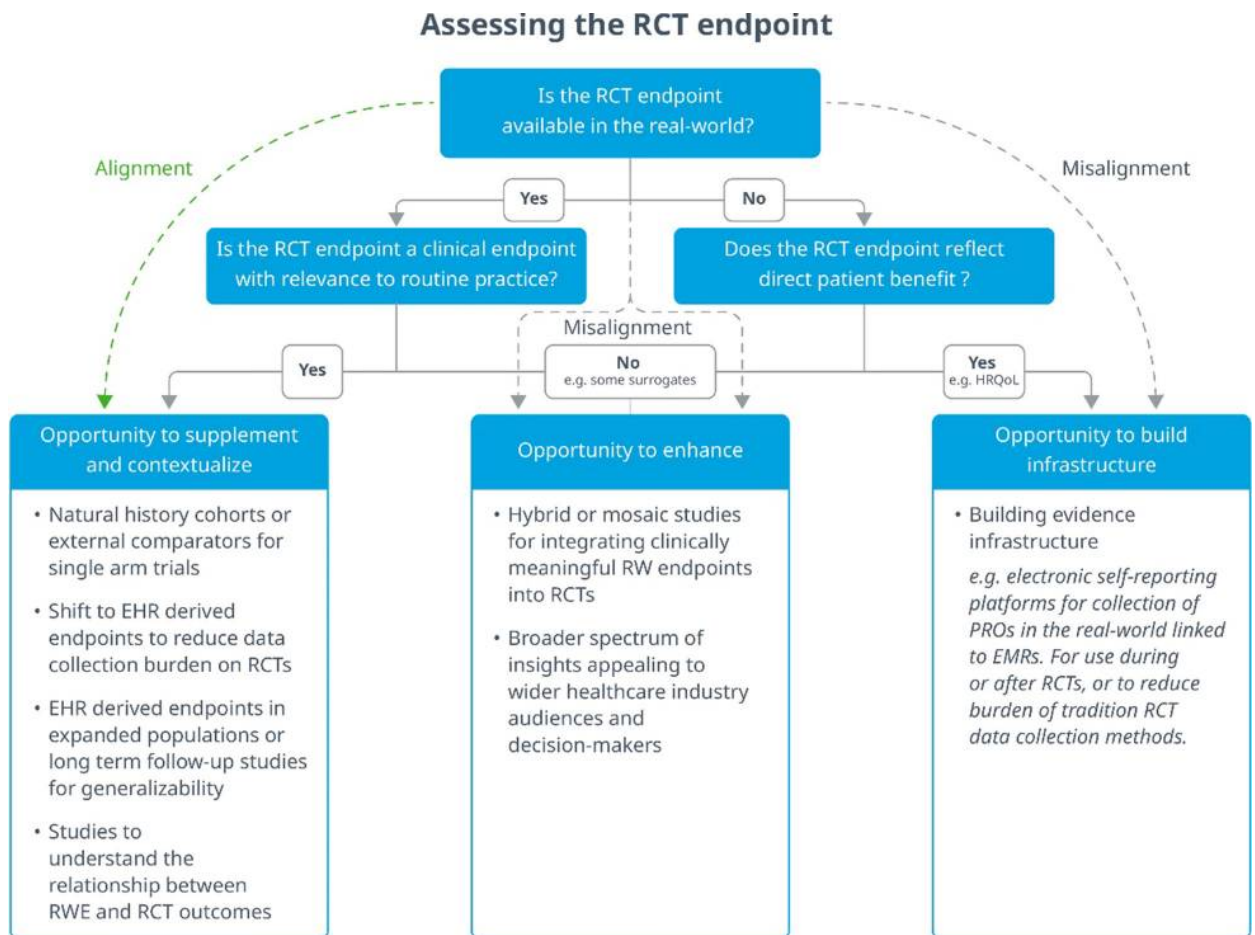 Assessing the RCT endpoint
Is the RCT endpoint
available in the real-world?
Alignment
Misalignment
Yes
No
Is the RCT endpoint a clinical endpoint
with relevance to routine practice?
Does the RCT endpoint reflect
direct patient benefit ?
Misalignment
Yes
No
e.g. some surrogates
Yes
e.g. HRQoL
Opportunity to supplement
and contextualize
• Natural history cohorts or
external comparators for
single arm trials
• Shift to EHR derived
endpoints to reduce data
collection burden on RCTs
• EHR derived endpoints in
expanded populations or
long term follow-up studies
for generalizability
• Studies to
understand the
relationship between
RWE and RCT outcomes
Opportunity to enhance
• Hybrid or mosaic studies
for integrating clinically
meaningful RW endpoints
into RCTs
• Broader spectrum of
insights appealing to
wider healthcare industry
audiences and
decision-makers
Opportunity to build
infrastructure
• Building evidence
infrastructure
e.g. electronic self-reporting
platforms for collection of
PROs in the real-world linked
to EMRs. For use during
or after RCTs, or to reduce
burden of tradition RCT
data collection methods.